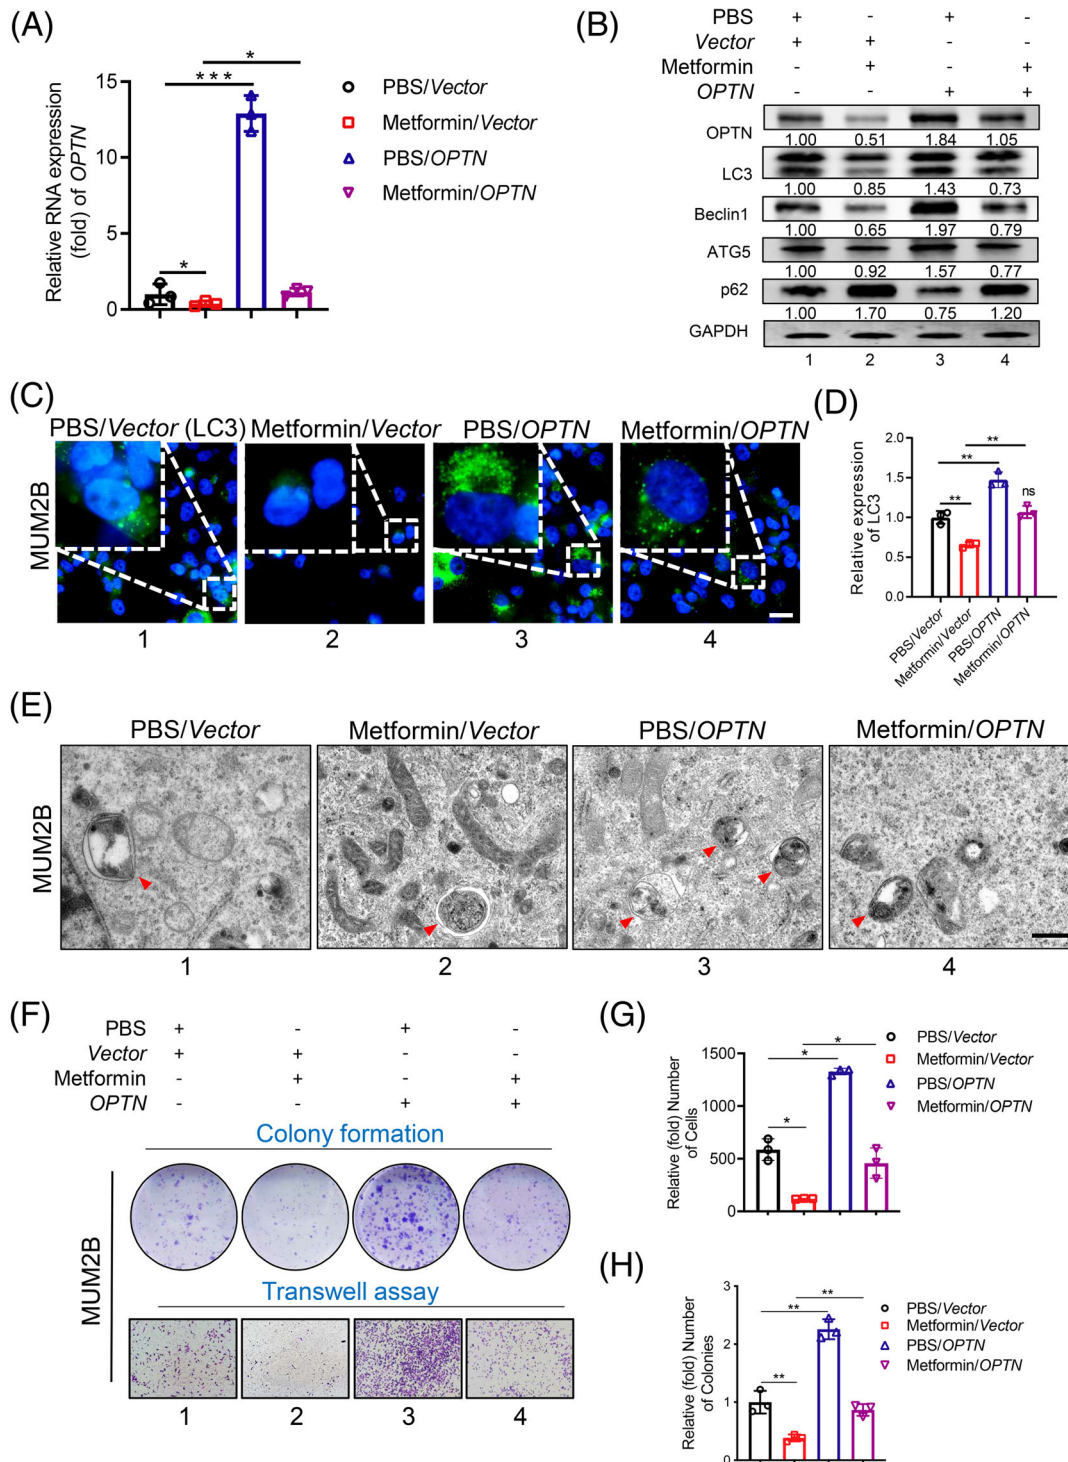 (A)
Relative RNA expression
(fold) of OPTN
15
10
5
0
***
*
*
PBS/Vector
Metformin/Vector
PBS/OPTN
Metformin/OPTN
(B)
PBS + - + -
Vector + + - -
Metformin - + - +
OPTN - - + +
OPTN
1.00 0.51 1.84 1.05
LC3
1.00 0.85 1.43 0.73
Beclin1
1.00 0.65 1.97 0.79
ATG5
1.00 0.92 1.57 0.77
p62
1.00 1.70 0.75 1.20
GAPDH
1 2 3 4
(C)
PBS/Vector (LC3) Metformin/Vector PBS/OPTN Metformin/OPTN
MUM2B
1 2 3 4
(D)
Relative expression
of LC3
2.0
1.5
1.0
0.5
0.0
**
**
**
ns
PBS/Vector
Metformin/Vector
PBS/OPTN
Metformin/OPTN
(E)
PBS/Vector Metformin/Vector PBS/OPTN Metformin/OPTN
MUM2B
1 2 3 4
(F)
PBS + - + -
Vector + + - -
Metformin - + - +
OPTN - - + +
Colony formation
MUM2B
Transwell assay
1 2 3 4
(G)
Relative (fold) Number
of Cells
1500
1000
500
0
*
*
*
PBS/Vector
Metformin/Vector
PBS/OPTN
Metformin/OPTN
(H)
Relative (fold) Number
of Colonies
3
2
1
0
**
**
**
PBS/Vector
Metformin/Vector
PBS/OPTN
Metformin/OPTN